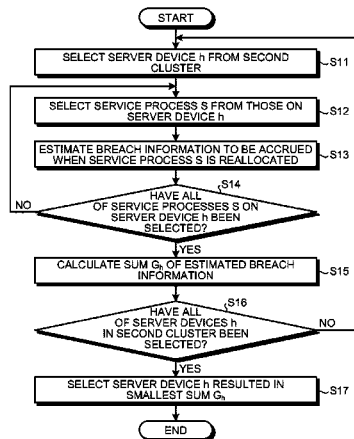 START
SELECT SERVER DEVICE h FROM SECOND
CLUSTER
S11
SELECT SERVICE PROCESS S FROM THOSE ON
SERVER DEVICE h
S12
ESTIMATE BREACH INFORMATION TO BE ACCRUED
WHEN SERVICE PROCESS S IS REALLOCATED
S13
S14
HAVE ALL
OF SERVICE PROCESSES S ON
SERVER DEVICE h BEEN
SELECTED?
NO
YES
CALCULATE SUM Gh OF ESTIMATED BREACH
INFORMATION
S15
S16
HAVE ALL
OF SERVER DEVICES h
IN SECOND CLUSTER BEEN
SELECTED?
NO
YES
SELECT SERVER DEVICE h RESULTED IN
SMALLEST SUM Gh
S17
END